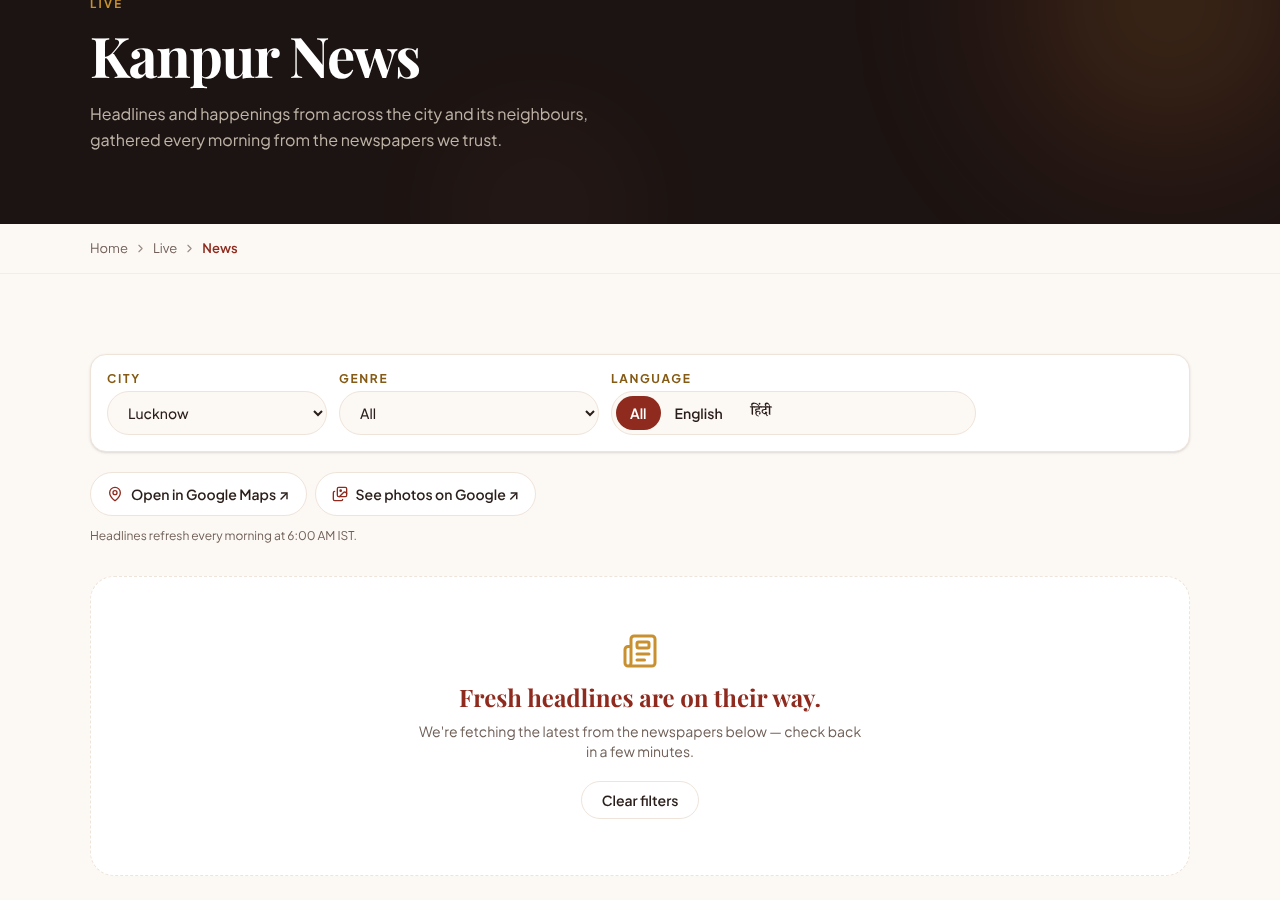 LIVE
Kanpur News
Headlines and happenings from across the city and its neighbours,
gathered every morning from the newspapers we trust.
Home > Live > News
CITY GENRE LANGUAGE
Lucknow All All English हिंदी
Open in Google Maps ↗ See photos on Google ↗
Headlines refresh every morning at 6:00 AM IST.
Fresh headlines are on their way.
We're fetching the latest from the newspapers below — check back
in a few minutes.
Clear filters